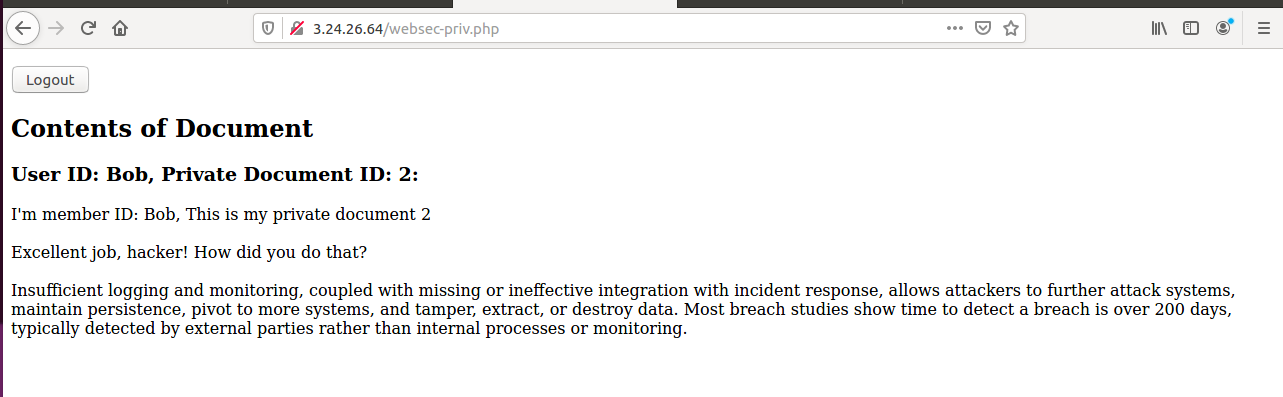 3.24.26.64/websec-priv.php
Logout
Contents of Document
User ID: Bob, Private Document ID: 2:
I'm member ID: Bob, This is my private document 2
Excellent job, hacker! How did you do that?
Insufficient logging and monitoring, coupled with missing or ineffective integration with incident response, allows attackers to further attack systems,
maintain persistence, pivot to more systems, and tamper, extract, or destroy data. Most breach studies show time to detect a breach is over 200 days,
typically detected by external parties rather than internal processes or monitoring.